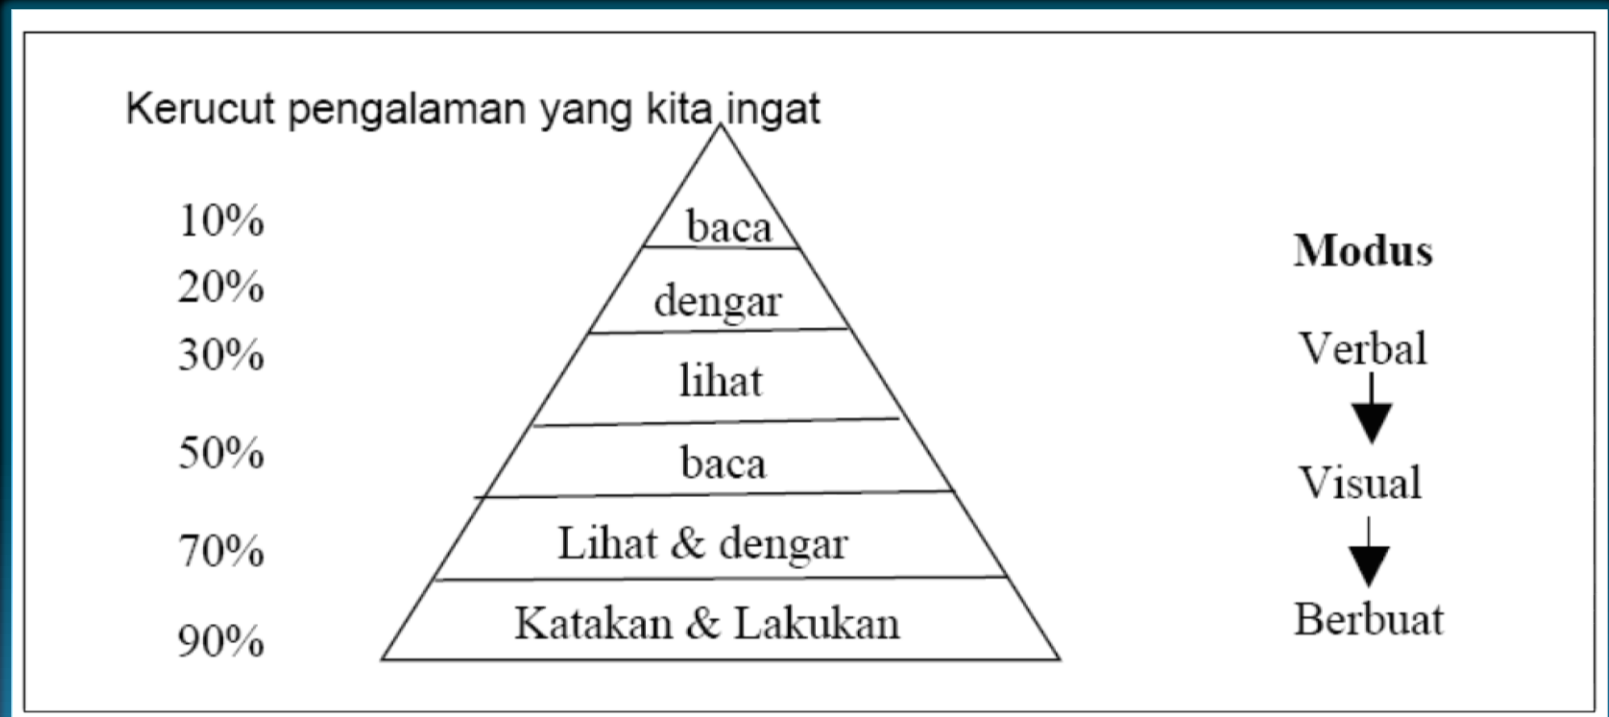 Kerucut pengalaman yang kita ingat
10%
baca
20%
dengar
30%
lihat
50%
baca
70%
Lihat & dengar
90%
Katakan & Lakukan
Modus
Verbal
Visual
Berbuat